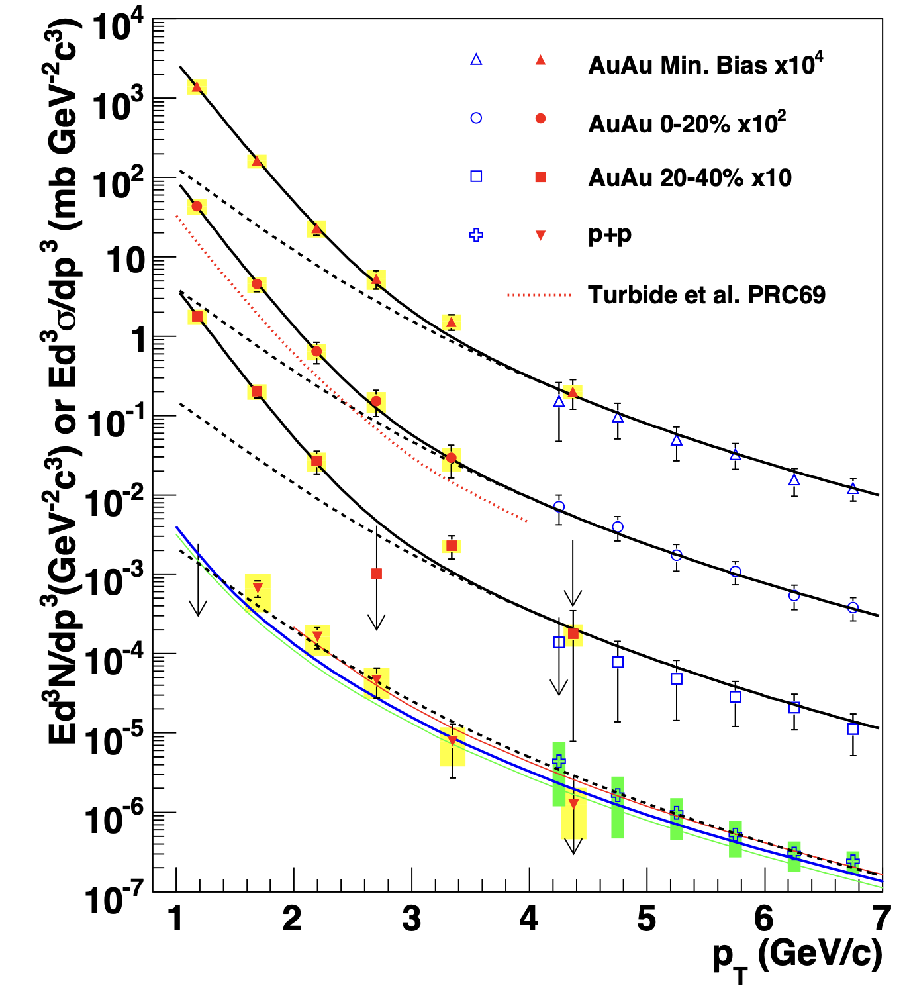 10^4
10^3
10^2
10
1
10^-1
10^-2
10^-3
10^-4
10^-5
10^-6
10^-7
Ed^3N/dp^3(GeV^-2c^3) or Ed^3σ/dp^3 (mb GeV^-2c^3)
AuAu Min. Bias x10^4
AuAu 0-20% x10^2
AuAu 20-40% x10
p+p
Turbide et al. PRC69
1 2 3 4 5 6 7
p_T (GeV/c)